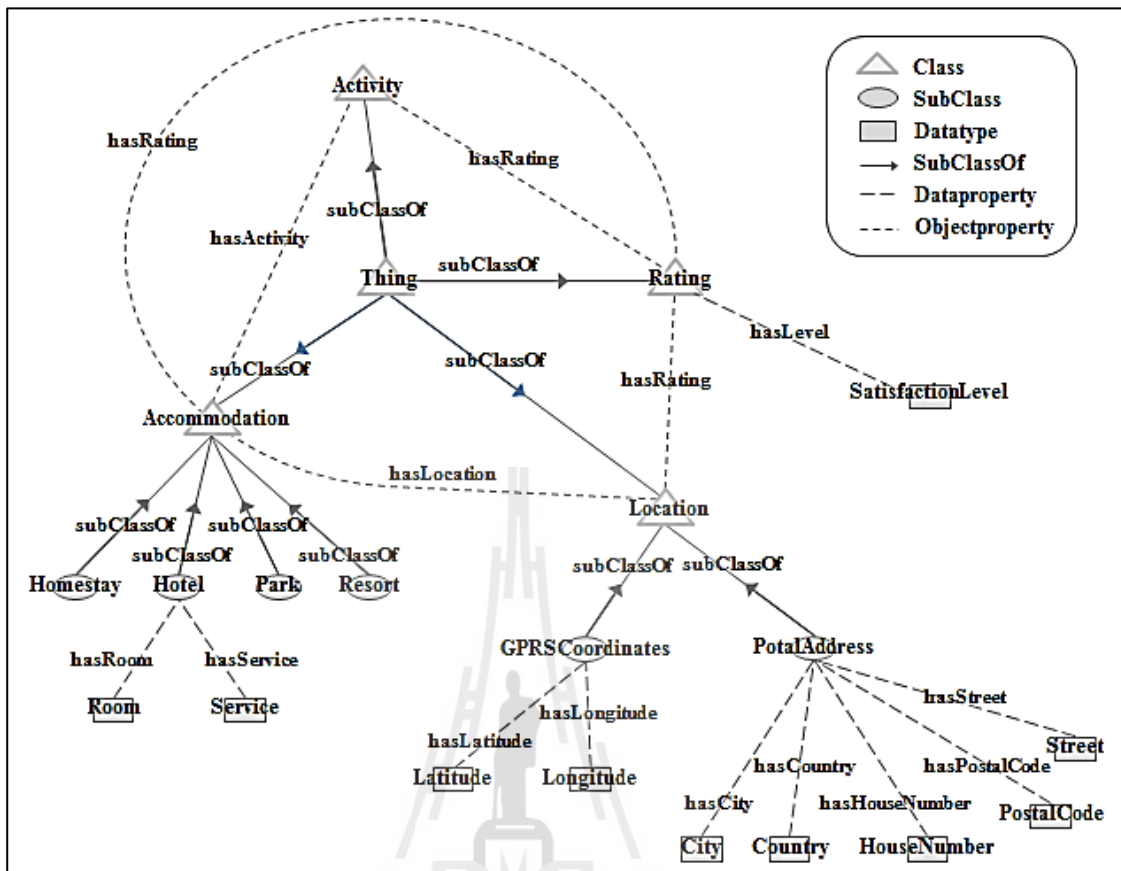 Activity
Class
SubClass
Datatype
SubClassOf
Dataproperty
Objectproperty
hasRating
hasRating
subClassOf
hasActivity
Thing
subClassOf
Rating
hasLevel
subClassOf
subClassOf
hasRating
SatisfactionLevel
Accommodation
hasLocation
Location
subClassOf
subClassOf
subClassOf
subClassOf
subClassOf
subClassOf
Homestay
Hotel
Park
Resort
GPRSCoordinates
PotalAddress
hasRoom
hasService
Room
Service
hasLongitude
hasLatitude
hasStreet
Street
Latitude
Longitude
hasCountry
hasPostalCode
hasCity
hasHouseNumber
PostalCode
City
Country
HouseNumber